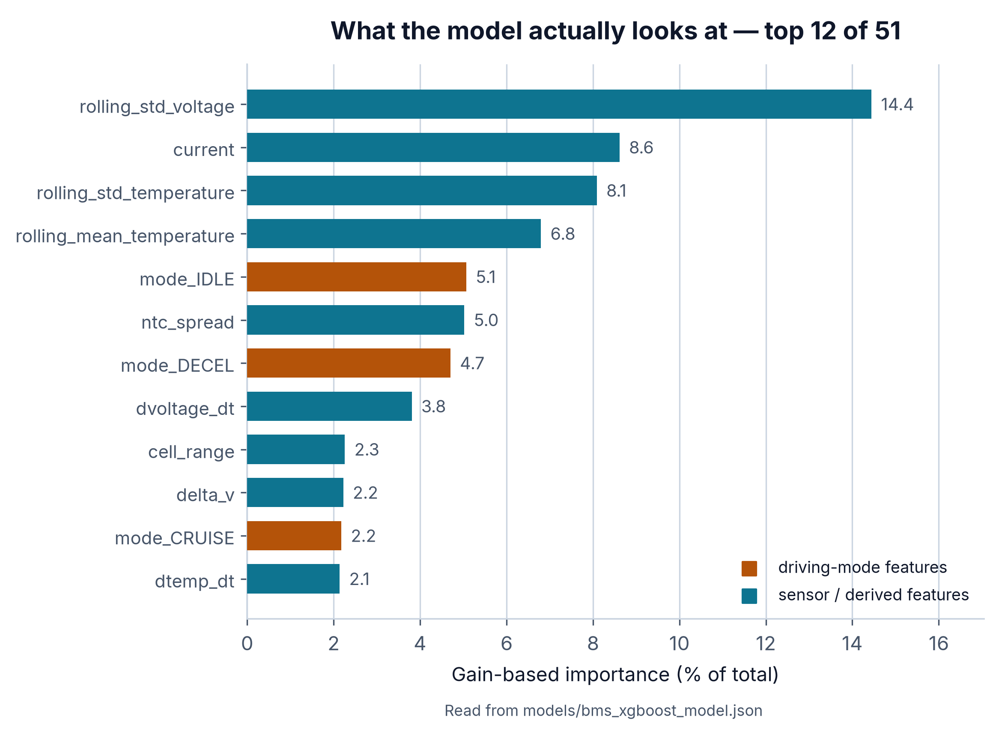 What the model actually looks at — top 12 of 51
rolling_std_voltage 14.4
current 8.6
rolling_std_temperature 8.1
rolling_mean_temperature 6.8
mode_IDLE 5.1
ntc_spread 5.0
mode_DECEL 4.7
dvoltage_dt 3.8
cell_range 2.3
delta_v 2.2
mode_CRUISE 2.2
dtemp_dt 2.1
driving-mode features
sensor / derived features
0 2 4 6 8 10 12 14 16
Gain-based importance (% of total)
Read from models/bms_xgboost_model.json